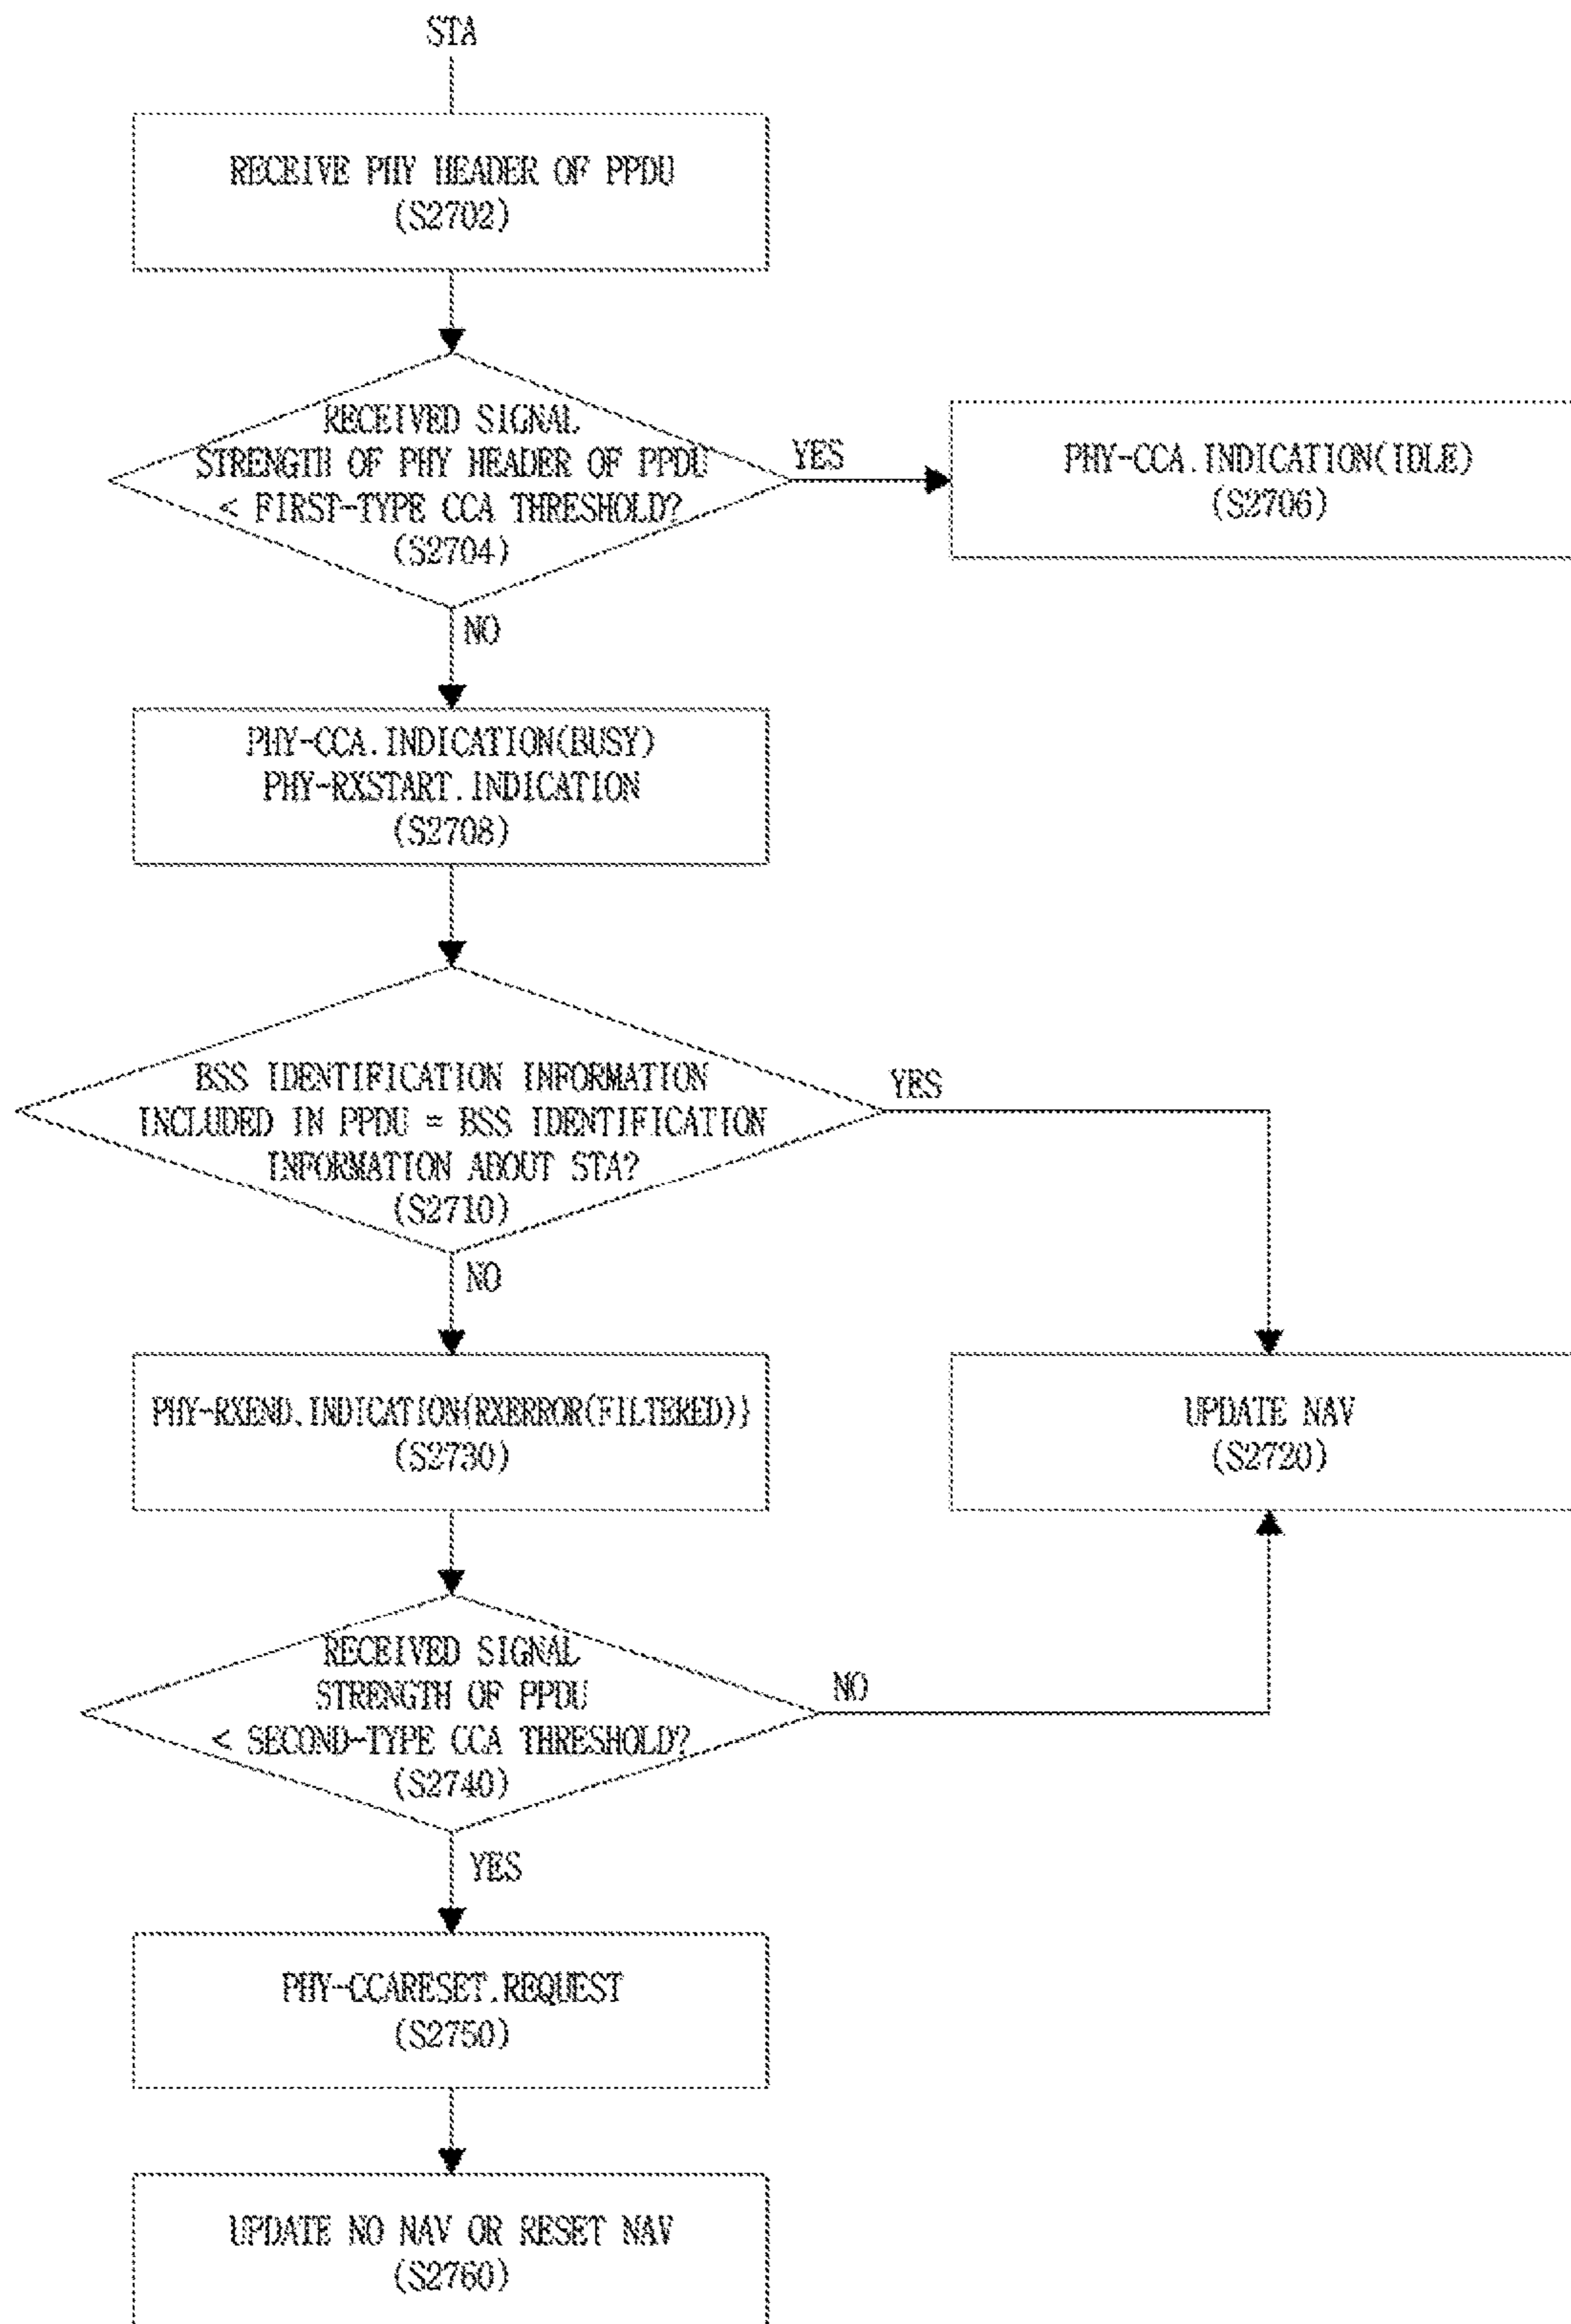 STA
RECEIVE PHY HEADER OF PPDU
(S2702)
RECEIVED SIGNAL
STRENGTH OF PHY HEADER OF PPDU
< FIRST-TYPE CCA THRESHOLD?
(S2704)
YES
PHY-CCA.INDICATION(IDLE)
(S2706)
NO
PHY-CCA.INDICATION(BUSY)
PHY-RXSTART.INDICATION
(S2708)
BSS IDENTIFICATION INFORMATION
INCLUDED IN PPDU = BSS IDENTIFICATION
INFORMATION ABOUT STA?
(S2710)
YES
NO
PHY-RXEND.INDICATION{RXERROR(FILTERED)}
(S2730)
UPDATE NAV
(S2720)
RECEIVED SIGNAL
STRENGTH OF PPDU
< SECOND-TYPE CCA THRESHOLD?
(S2740)
NO
YES
PHY-CCARESET.REQUEST
(S2750)
UPDATE NO NAV OR RESET NAV
(S2760)